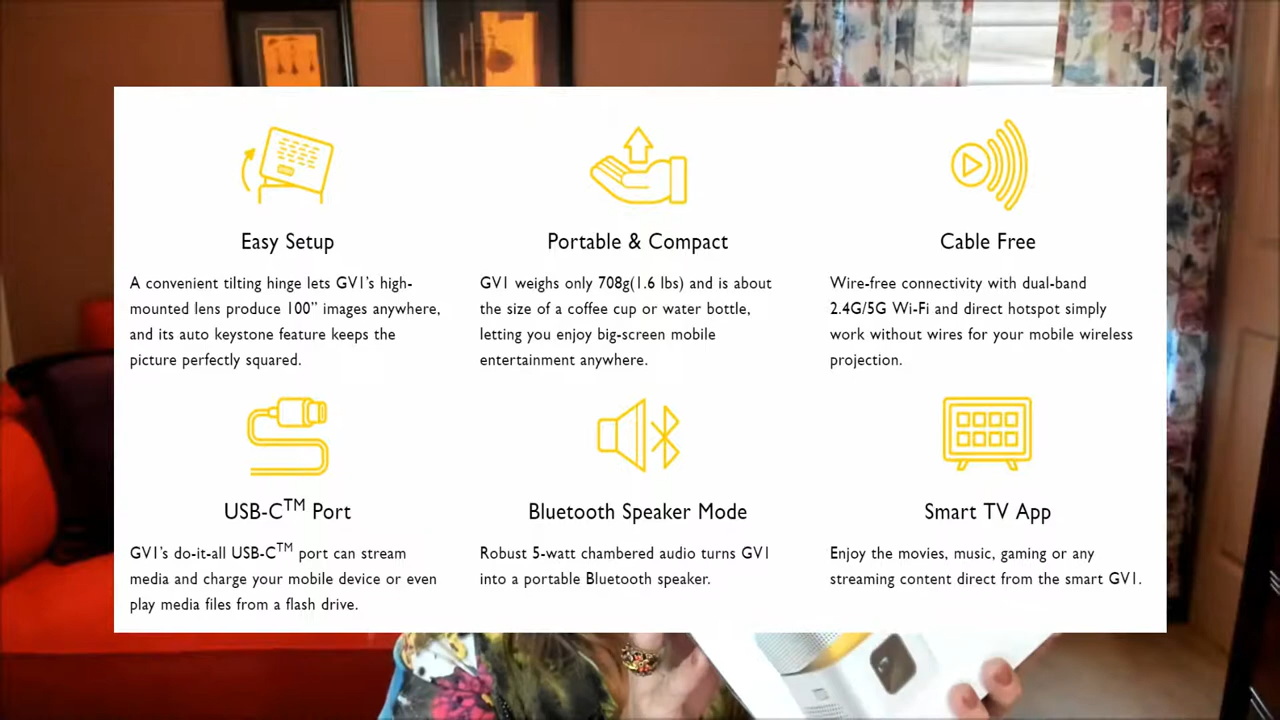 Easy Setup
A convenient tilting hinge lets GV1's high-
mounted lens produce 100” images anywhere,
and its auto keystone feature keeps the
picture perfectly squared.
Portable & Compact
GV1 weighs only 708g(1.6 lbs) and is about
the size of a coffee cup or water bottle,
letting you enjoy big-screen mobile
entertainment anywhere.
Cable Free
Wire-free connectivity with dual-band
2.4G/5G Wi-Fi and direct hotspot simply
work without wires for your mobile wireless
projection.
USB-C™ Port
GV1's do-it-all USB-C™ port can stream
media and charge your mobile device or even
play media files from a flash drive.
Bluetooth Speaker Mode
Robust 5-watt chambered audio turns GV1
into a portable Bluetooth speaker.
Smart TV App
Enjoy the movies, music, gaming or any
streaming content direct from the smart GV1.